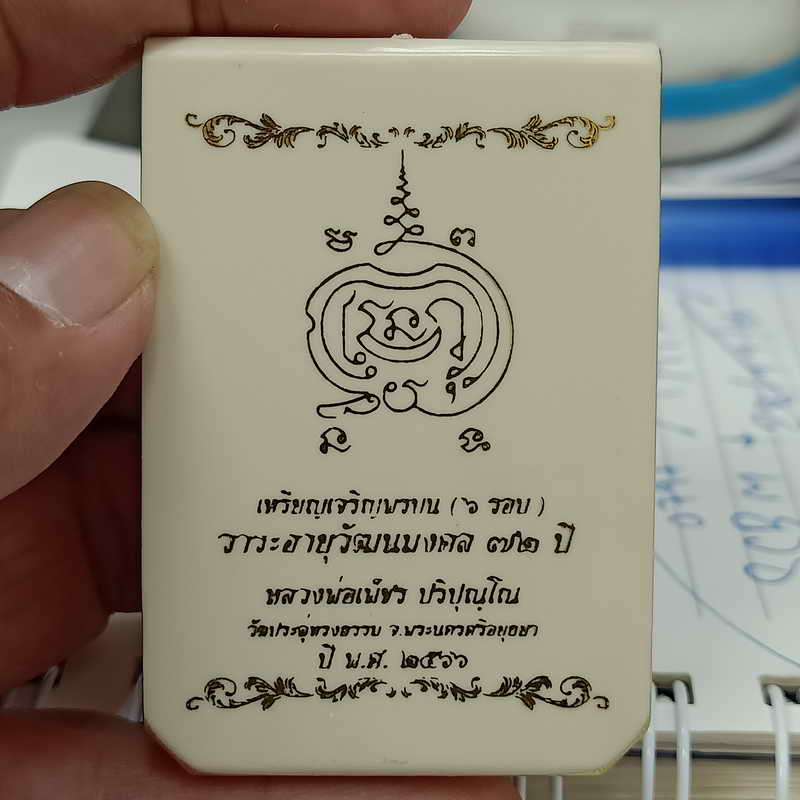 เหรียญเจริญพรบน (๖ รอบ)
วาระอายุวัฒนมงคล ๗๒ ปี
หลวงพ่อเพ็ชร ปริปุณฺโณ
วัดประดู่ทรงธรรม จ.พระนครศรีอยุธยา
ปี พ.ศ. ๒๕๖๖